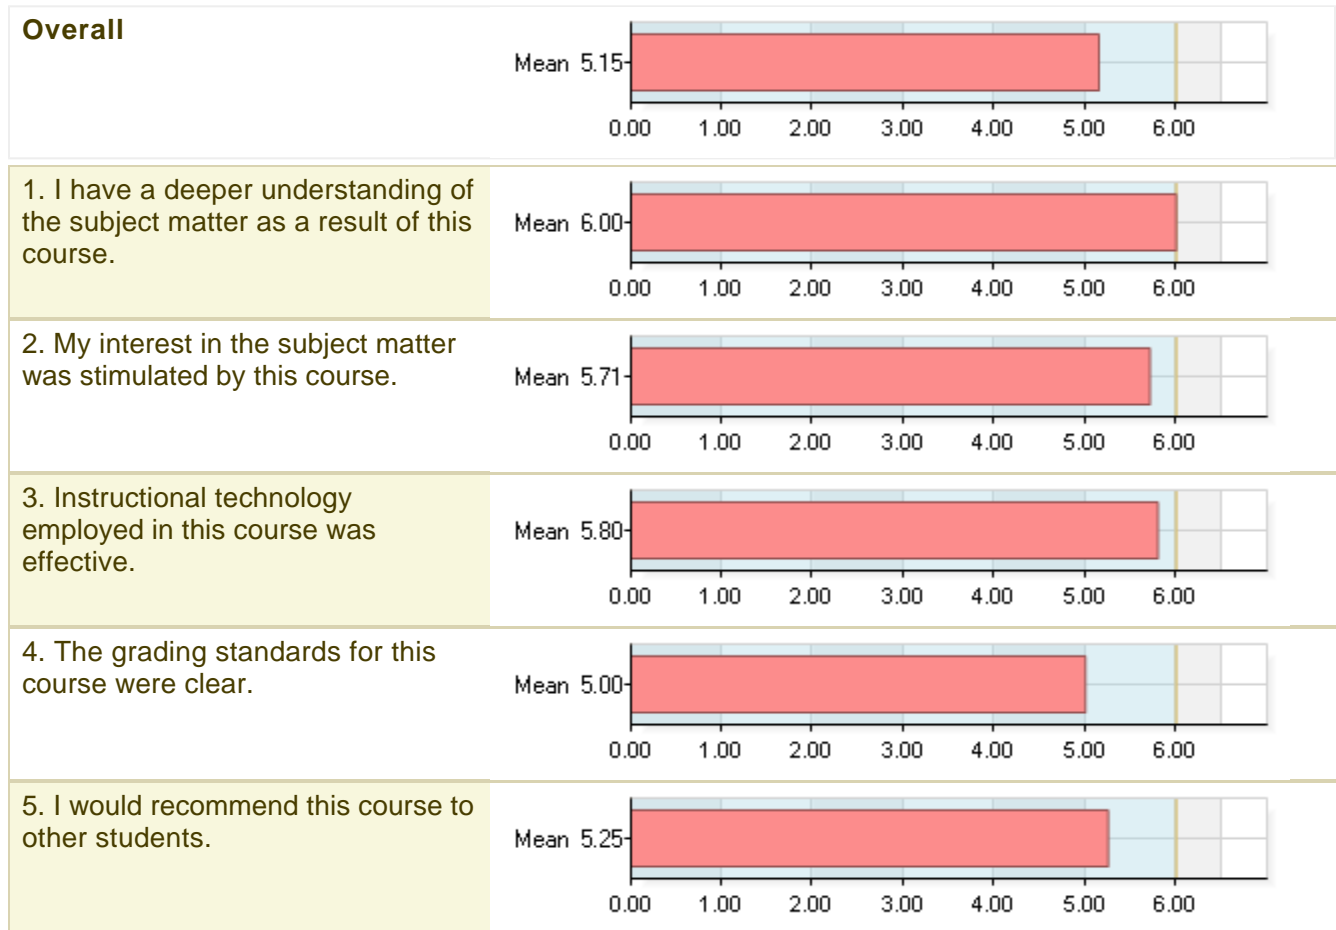 Overall
Mean 5.15
0.00 1.00 2.00 3.00 4.00 5.00 6.00
1. I have a deeper understanding of
the subject matter as a result of this
course.
Mean 6.00
0.00 1.00 2.00 3.00 4.00 5.00 6.00
2. My interest in the subject matter
was stimulated by this course.
Mean 5.71
0.00 1.00 2.00 3.00 4.00 5.00 6.00
3. Instructional technology
employed in this course was
effective.
Mean 5.80
0.00 1.00 2.00 3.00 4.00 5.00 6.00
4. The grading standards for this
course were clear.
Mean 5.00
0.00 1.00 2.00 3.00 4.00 5.00 6.00
5. I would recommend this course to
other students.
Mean 5.25
0.00 1.00 2.00 3.00 4.00 5.00 6.00